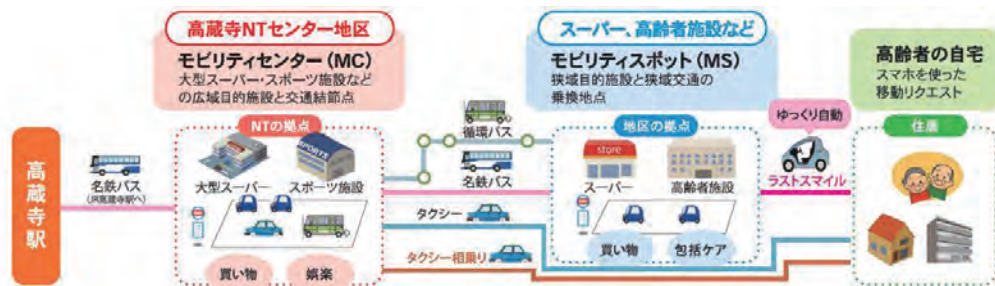 高蔵寺NTセンター地区
モビリティセンター(MC)
大型スーパー・スポーツ施設など
の広域目的施設と交通結節点
スーパー、高齢者施設など
モビリティスポット(MS)
狭域目的施設と狭域交通の
乗換地点
高齢者の自宅
スマホを使った
移動リクエスト
高蔵寺駅
名鉄バス
(JR高蔵寺駅へ)
NTの拠点
SPORTS
大型スーパー
スポーツ施設
買い物
娯楽
循環バス
名鉄バス
タクシー
タクシー相乗り
地区の拠点
store
スーパー
高齢者施設
買い物
包括ケア
ゆっくり自動
ラストスマイル
住居